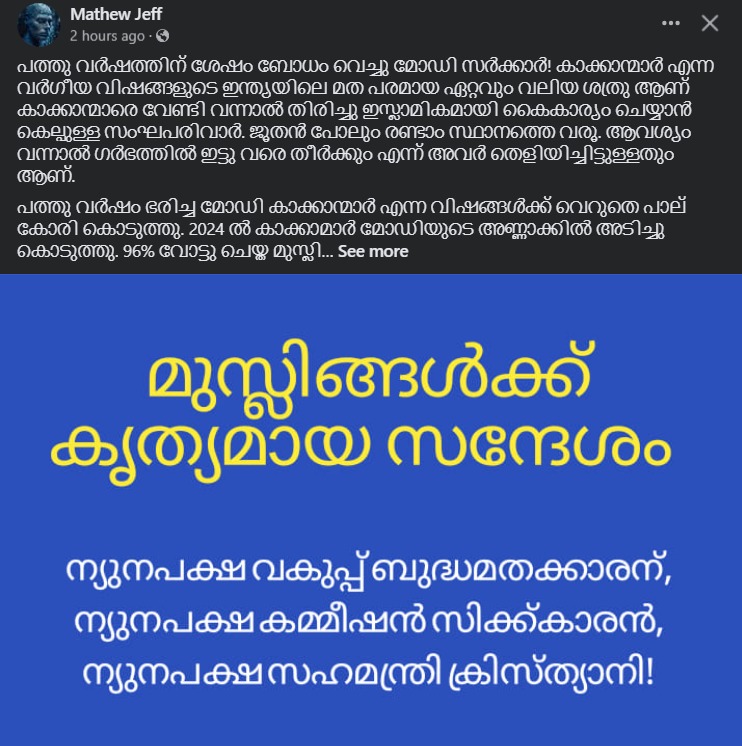 Mathew Jeff
2 hours ago ·
പത്തു വർഷത്തിന് ശേഷം ബോധം വെച്ചു മോഡി സർക്കാർ! കാക്കാന്മാർ എന്ന
വർഗീയ വിഷങ്ങളുടെ ഇന്ത്യയിലെ മത പരമായ ഏറ്റവും വലിയ ശത്രു ആണ്
കാക്കാന്മാരെ വേണ്ടി വന്നാൽ തിരിച്ചു ഇസ്ലാമികമായി കൈകാര്യം ചെയ്യാൻ
കെല്പുള്ള സംഘപരിവാർ. ജൂതൻ പോലും രണ്ടാം സ്ഥാനത്തെ വരൂ. ആവശ്യം
വന്നാൽ ഗർഭത്തിൽ ഇട്ടു വരെ തീർക്കും എന്ന് അവർ തെളിയിച്ചിട്ടുള്ളതും
ആണ്.
പത്തു വർഷം ഭരിച്ച മോഡി കാക്കാന്മാർ എന്ന വിഷങ്ങൾക്ക് വെറുതെ പാല്
കോരി കൊടുത്തു. 2024 ൽ കാക്കാമാർ മോഡിയുടെ അണ്ണാക്കിൽ അടിച്ചു
കൊടുത്തു. 96% വോട്ടു ചെയ്ത മുസ്ലി... See more
മുസ്ലിങ്ങൾക്ക്
കൃത്യമായ സന്ദേശം
ന്യുനപക്ഷ വകുപ്പ് ബുദ്ധമതക്കാരന്,
ന്യുനപക്ഷ കമ്മീഷൻ സിക്ക്കാരൻ,
ന്യുനപക്ഷ സഹമന്ത്രി ക്രിസ്ത്യാനി!